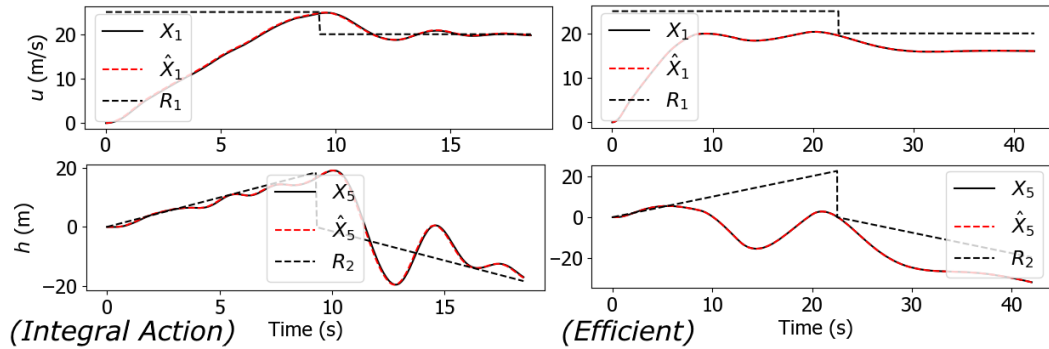 u (m/s)
20
10
0
X₁
X̂₁
R₁
0 5 10 15
u (m/s)
20
10
0
X₁
X̂₁
R₁
0 10 20 30 40
h (m)
20
0
−20
X₅
X̂₅
R₂
0 5 10 15
Time (s)
(Integral Action)
20
0
−20
X₅
X̂₅
R₂
0 10 20 30 40
Time (s)
(Efficient)